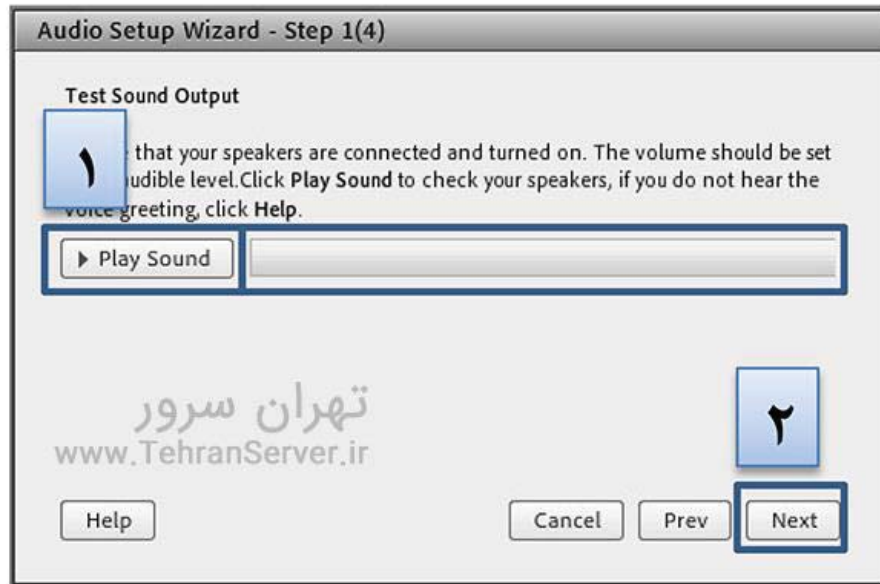 Audio Setup Wizard - Step 1(4)
Test Sound Output
۱
that your speakers are connected and turned on. The volume should be set
udible level.Click Play Sound to check your speakers, if you do not hear the
voice greeting, click Help.
Play Sound
تهران سرور
www.TehranServer.ir
۲
Help
Cancel
Prev
Next